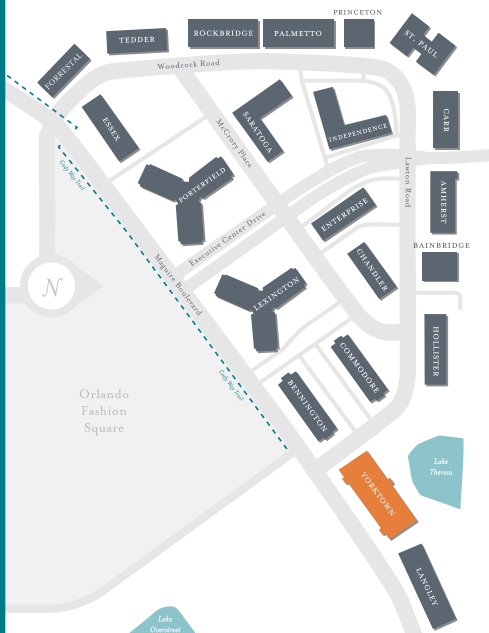 PRINCETON
TEDDER
ROCKBRIDGE
PALMETTO
ST. PAUL
FORRESTAL
Woodcock Road
ESSEX
McCrory Place
SARATOGA
INDEPENDENCE
CARR
Cady Way Trail
PORTERFIELD
Lawton Road
AMHERST
ENTERPRISE
Executive Center Drive
BAINBRIDGE
Maguire Boulevard
CHANDLER
N
LEXINGTON
HOLLISTER
COMMODORE
Cady Way Trail
BENNINGTON
Orlando
Fashion
Square
Lake
Theresa
YORKTOWN
LANGLEY
Lake
Overstreet